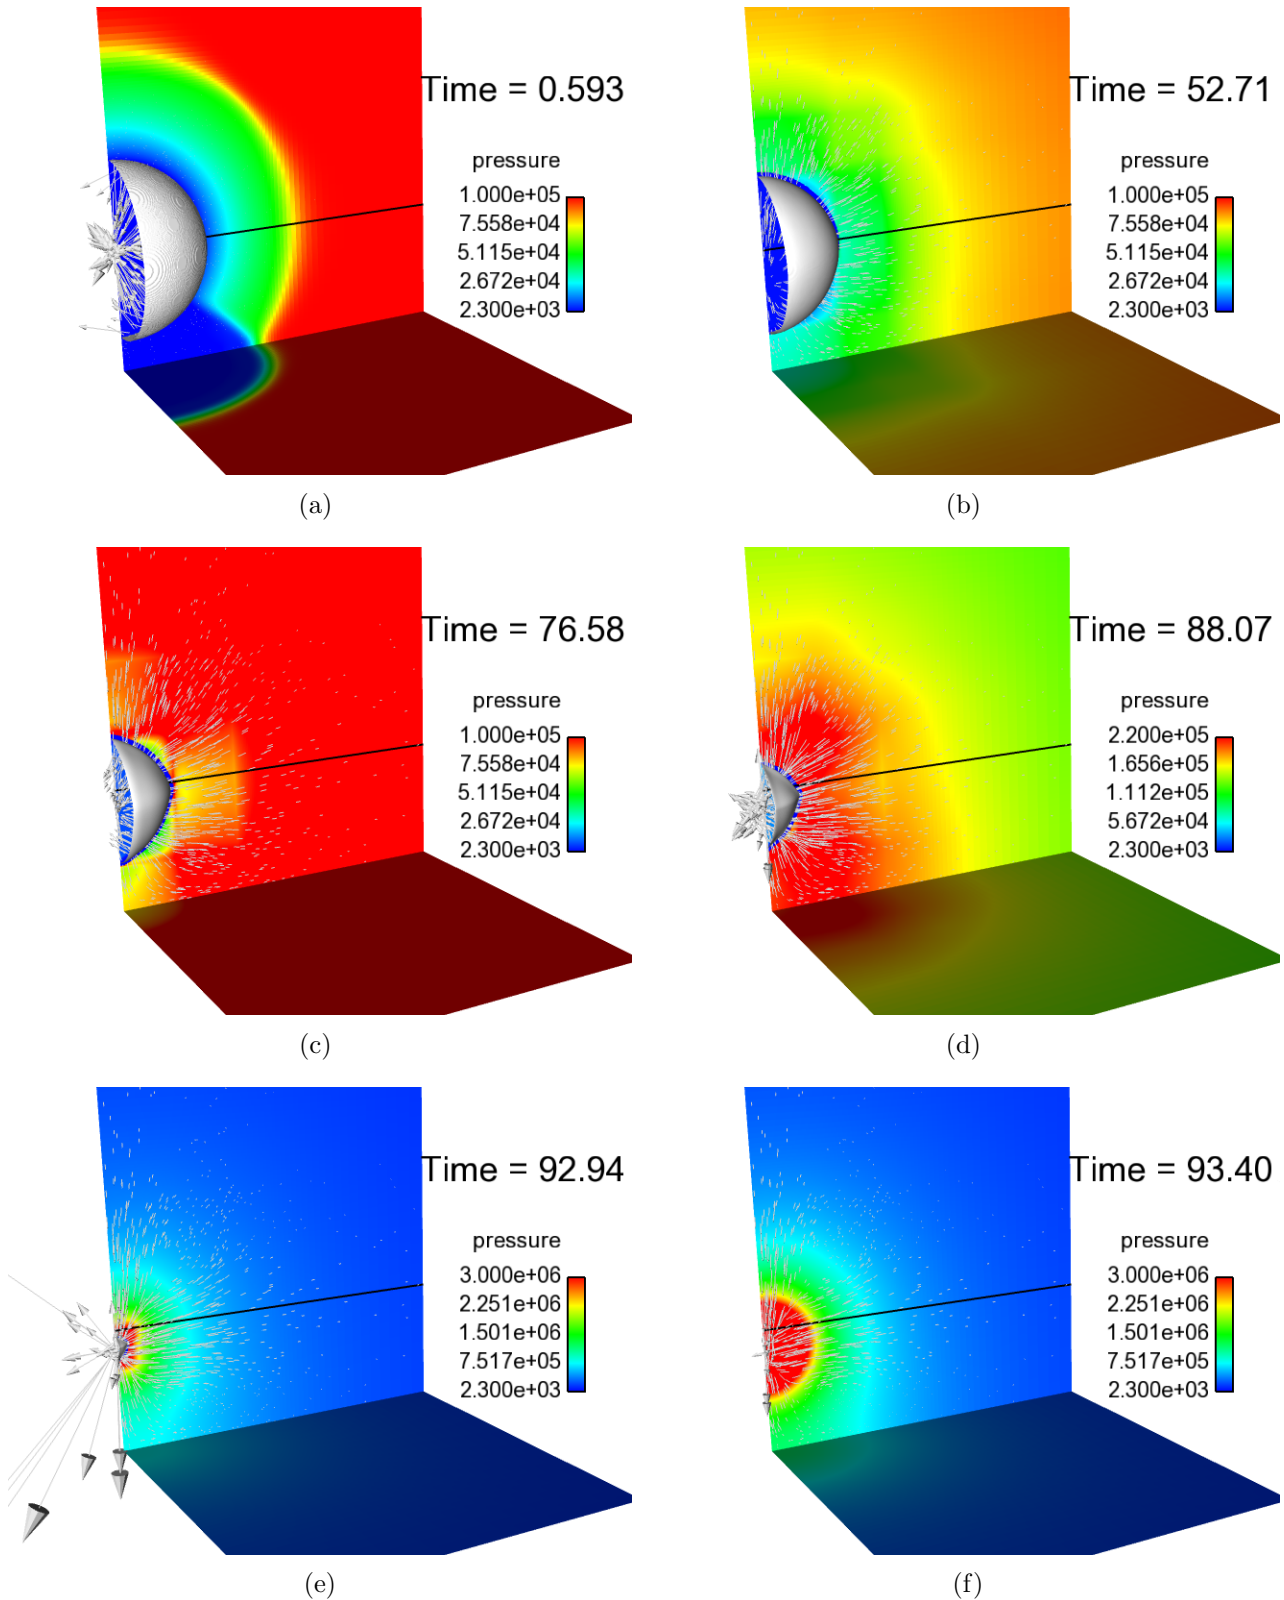 Time = 0.593
pressure
1.000e+05
7.558e+04
5.115e+04
2.672e+04
2.300e+03
(a)
Time = 52.71
pressure
1.000e+05
7.558e+04
5.115e+04
2.672e+04
2.300e+03
(b)
Time = 76.58
pressure
1.000e+05
7.558e+04
5.115e+04
2.672e+04
2.300e+03
(c)
Time = 88.07
pressure
2.200e+05
1.656e+05
1.112e+05
5.674e+04
2.300e+03
(d)
Time = 92.94
pressure
3.000e+06
2.251e+06
1.501e+06
7.517e+05
2.300e+03
(e)
Time = 93.40
pressure
3.000e+06
2.251e+06
1.501e+06
7.517e+05
2.300e+03
(f)